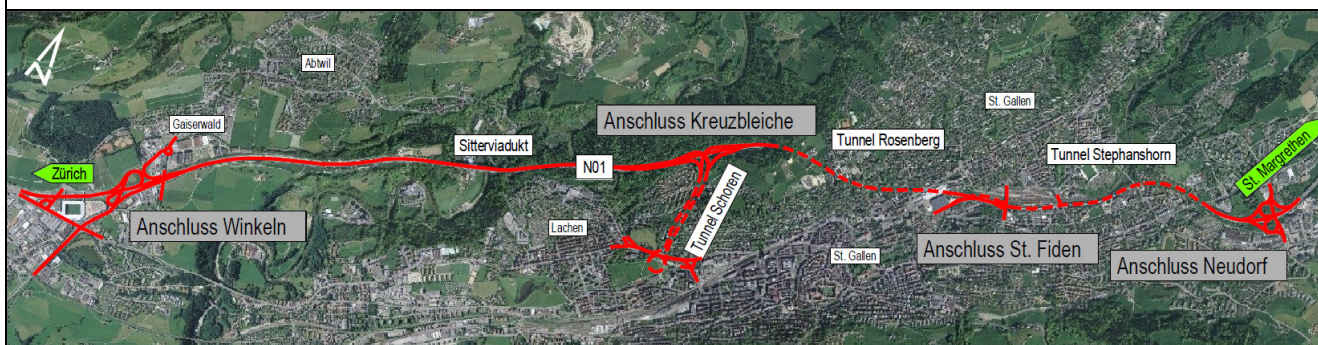 Abtwil
Gaiserwald
Zürich
Anschluss Winkeln
Sitterviadukt
N01
Anschluss Kreuzbleiche
Lachen
Tunnel Schoren
Tunnel Rosenberg
St. Gallen
St. Gallen
Tunnel Stephanshorn
Anschluss St. Fiden
Anschluss Neudorf
St. Margrethen